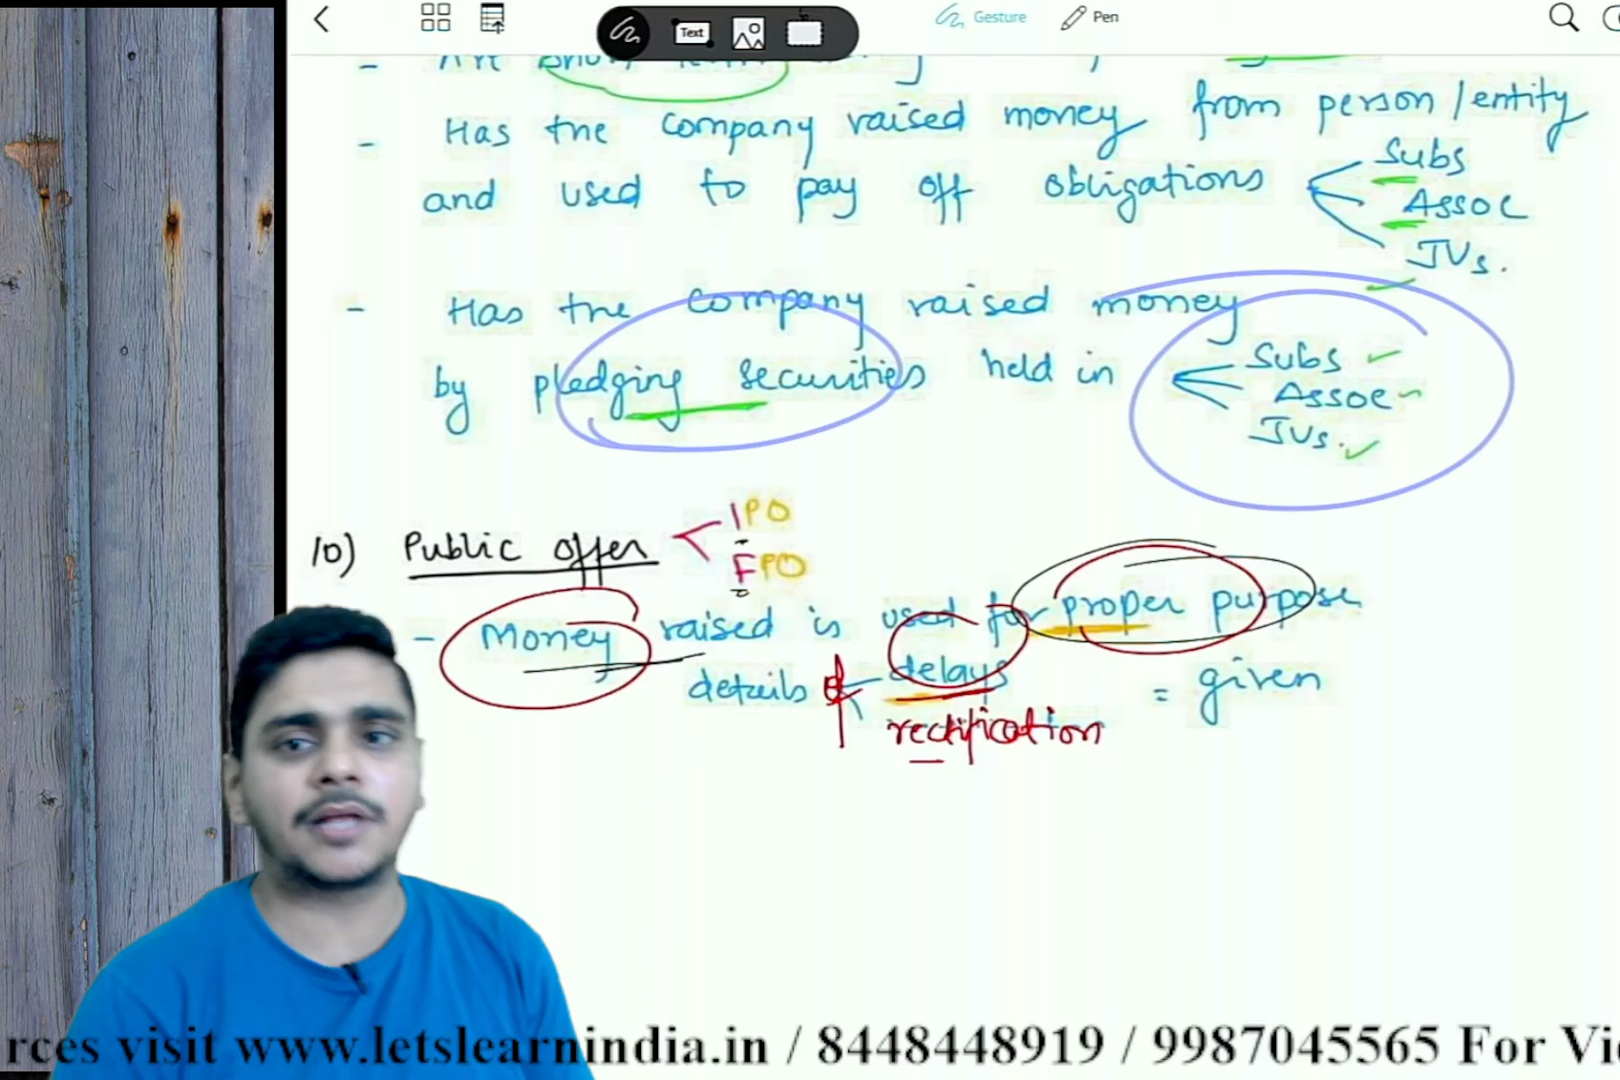 Gesture
Pen
Text
- Has the company raised money from person/entity
and used to pay off obligations
Subs
Assoc
JVs.
- Has the company raised money
by pledging securities held in
Subs
Assoc
JVs.
10) Public offer
IPO
FPO
- Money raised is used for proper purpose
details delays = given
rectification
rces visit www.letslearnindia.in / 8448448919 / 9987045565 For Vi